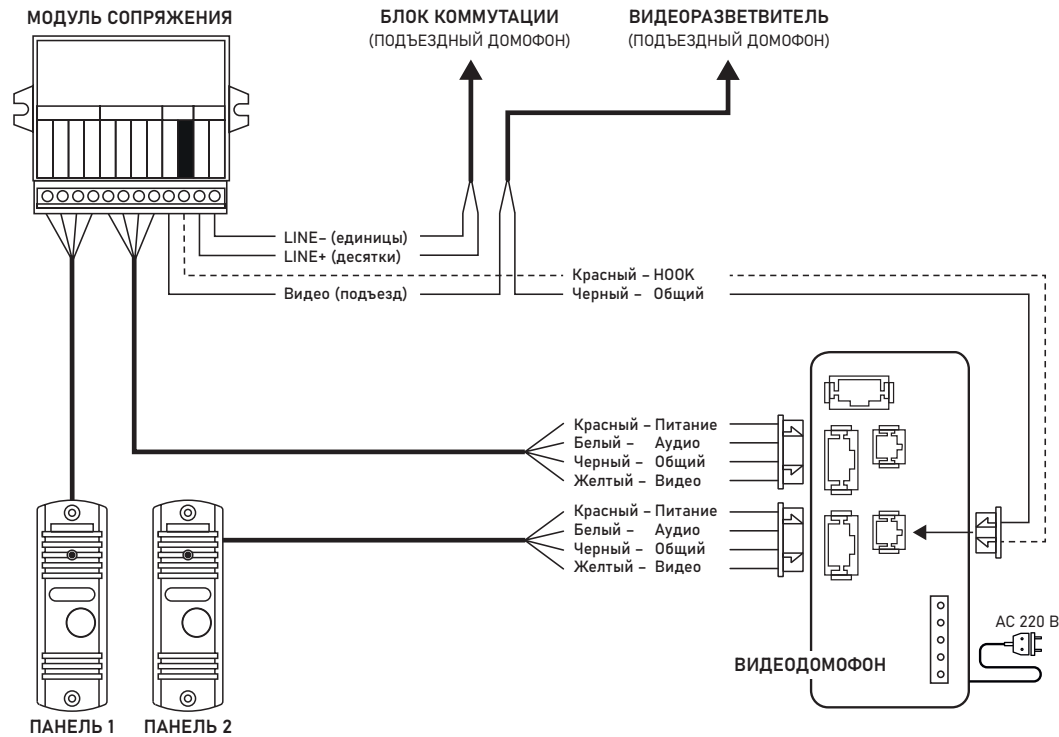 МОДУЛЬ СОПРЯЖЕНИЯ
БЛОК КОММУТАЦИИ
(ПОДЪЕЗДНЫЙ ДОМОФОН)
ВИДЕОРАЗВЕТВИТЕЛЬ
(ПОДЪЕЗДНЫЙ ДОМОФОН)
LINE– (единицы)
LINE+ (десятки)
Красный – HOOK
Видео (подъезд)
Черный – Общий
Красный – Питание
Белый – Аудио
Черный – Общий
Желтый – Видео
Красный – Питание
Белый – Аудио
Черный – Общий
Желтый – Видео
AC 220 В
ВИДЕОДОМОФОН
ПАНЕЛЬ 1
ПАНЕЛЬ 2